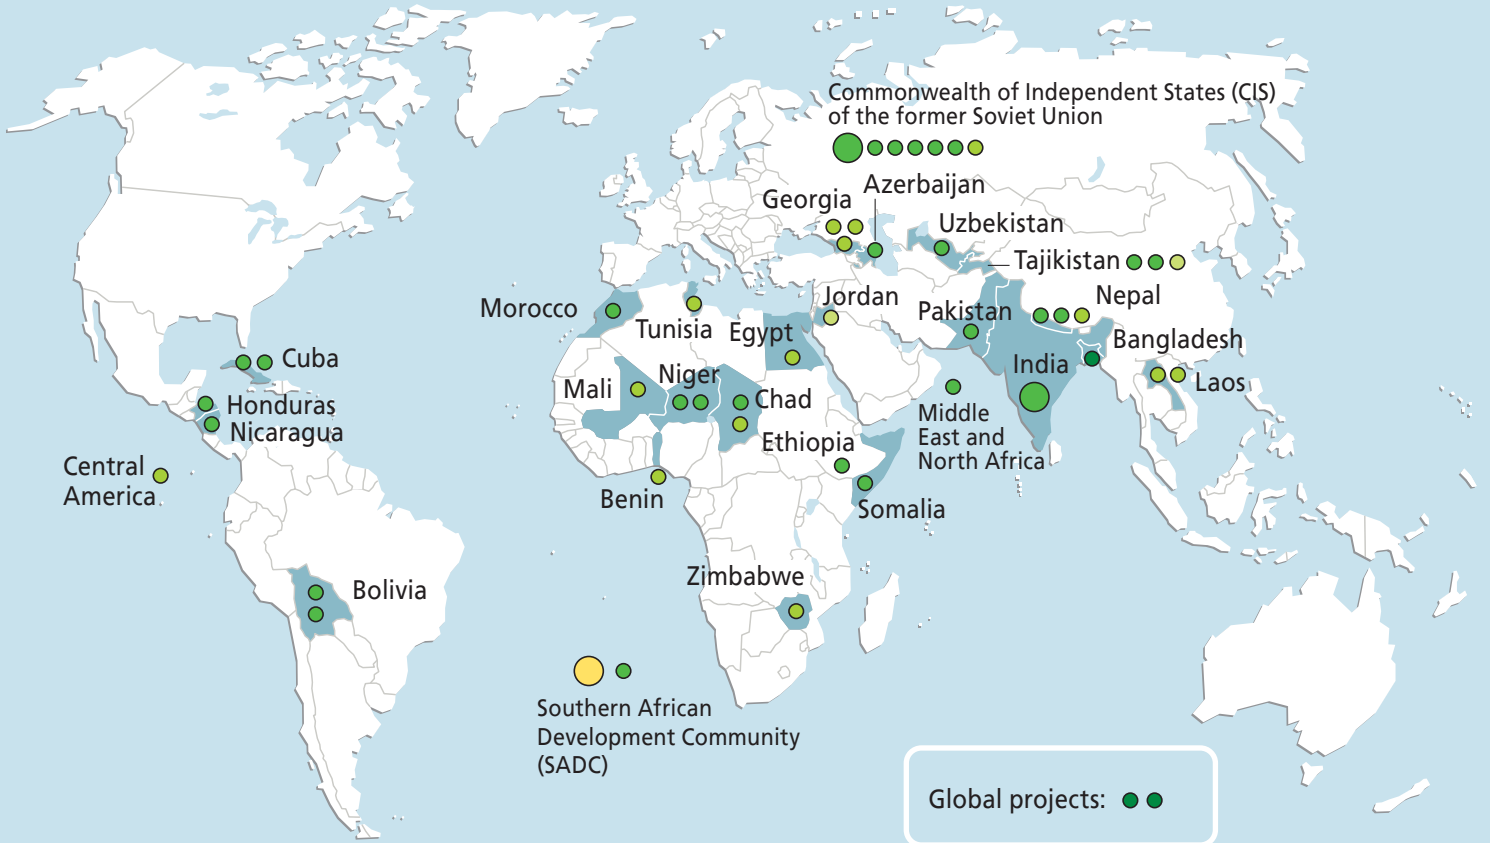 Commonwealth of Independent States (CIS)
of the former Soviet Union
Azerbaijan
Georgia
Uzbekistan
Tajikistan
Jordan
Pakistan
Nepal
Morocco
Tunisia
Egypt
Bangladesh
Cuba
India
Mali
Niger
Chad
Laos
Honduras
Nicaragua
Middle
East and
North Africa
Ethiopia
Central
America
Benin
Somalia
Zimbabwe
Bolivia
Southern African
Development Community
(SADC)
Global projects: